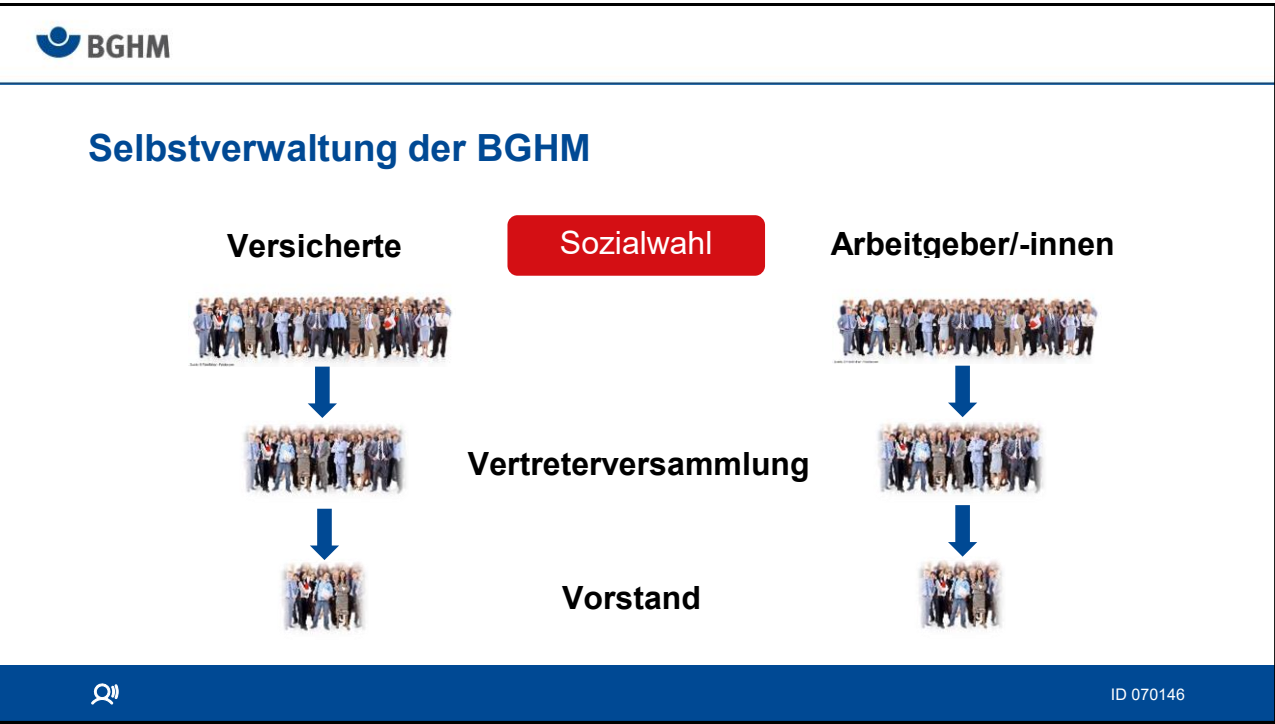 BGHM
Selbstverwaltung der BGHM
Versicherte
Sozialwahl
Arbeitgeber/-innen
Vertreterversammlung
Vorstand
ID 070146